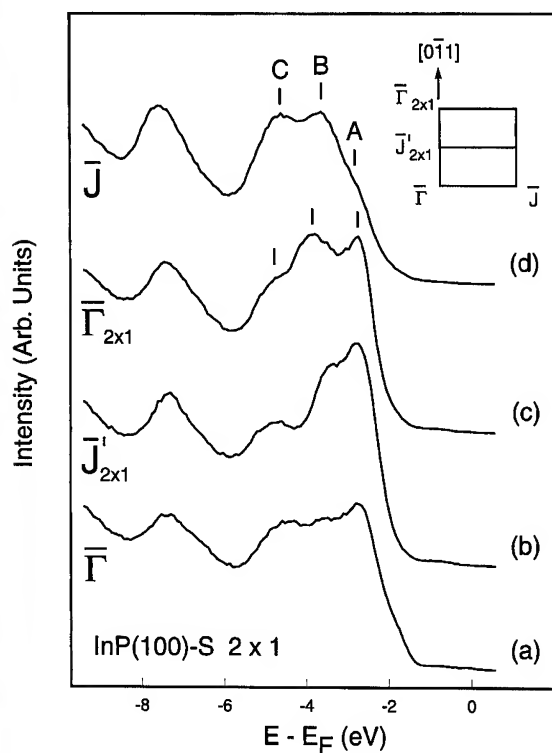 [01̄1]
C
B
A
Γ̄2x1
J̄'2x1
Γ̄
J̄
J̄
(d)
Γ̄2x1
(c)
J̄'2x1
(b)
Γ̄
InP(100)-S 2 x 1
(a)
Intensity (Arb. Units)
-8 -6 -4 -2 0
E - EF (eV)